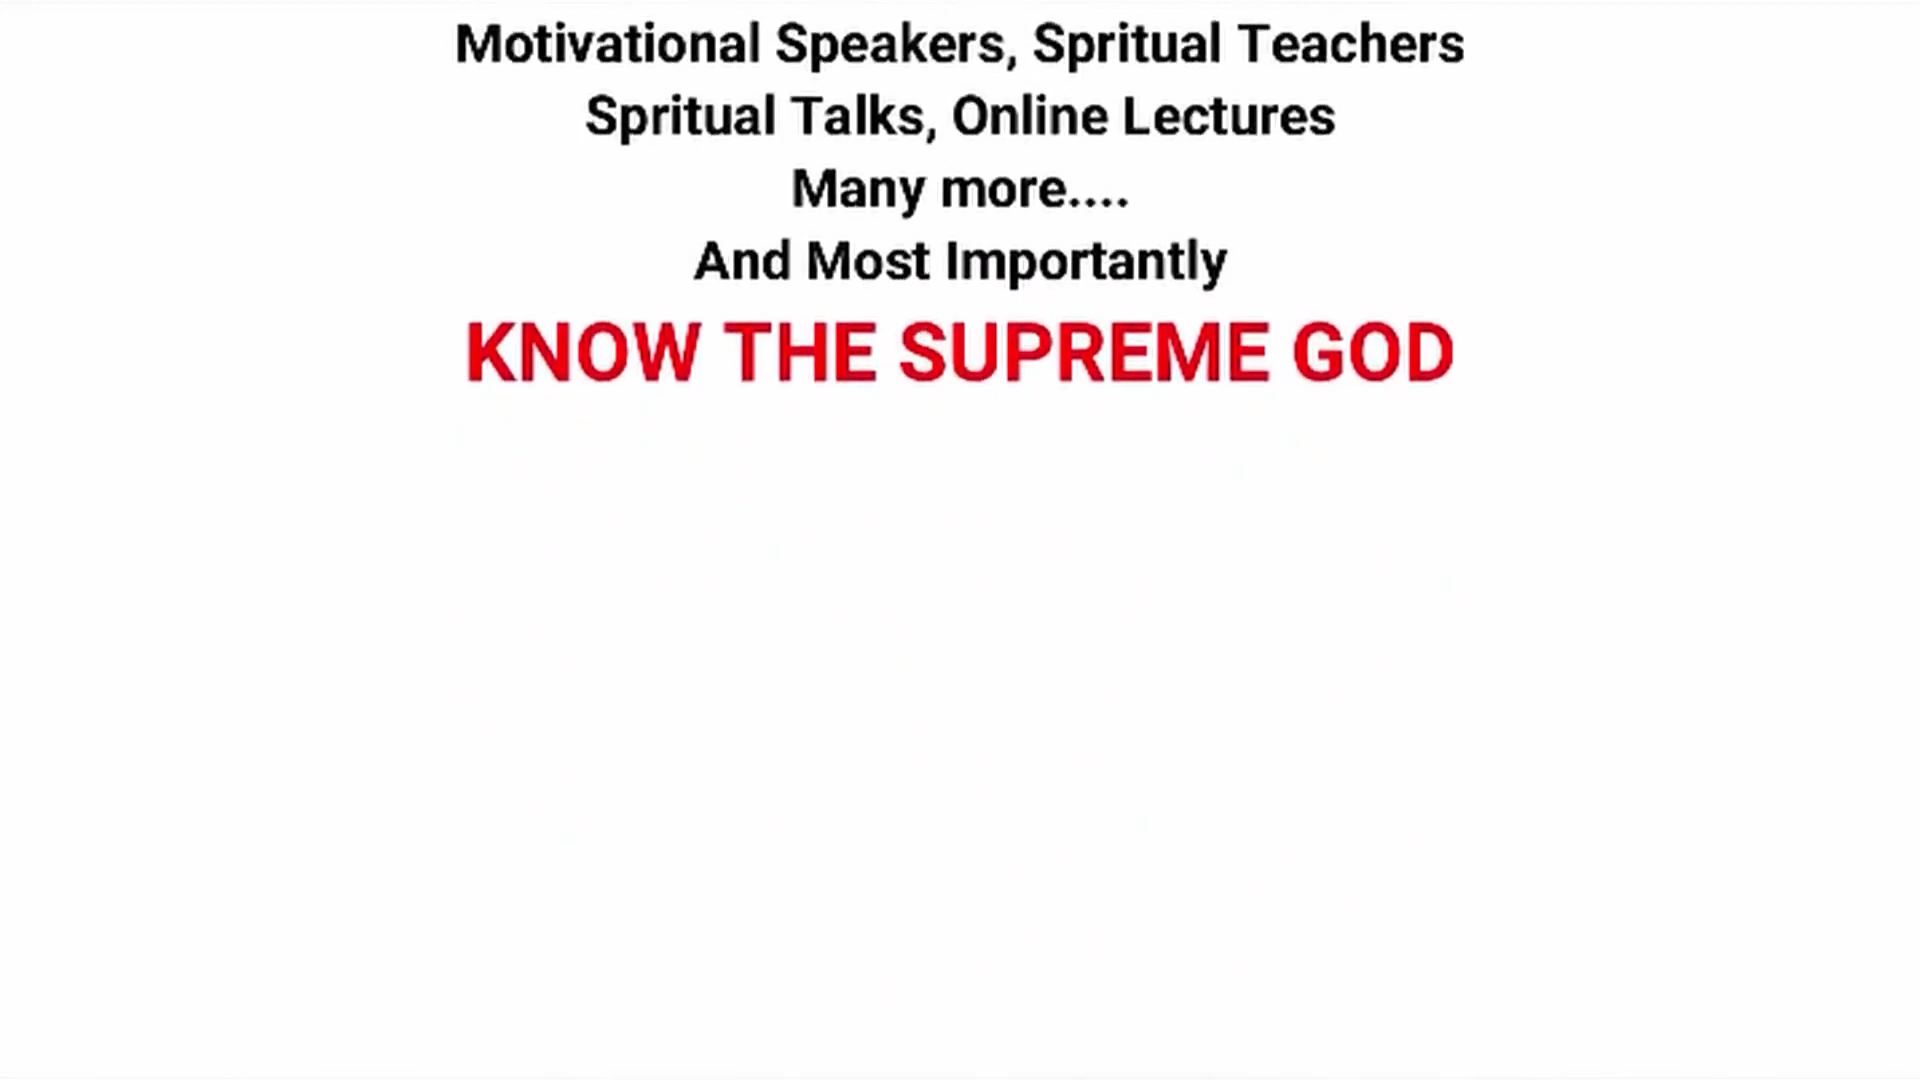 Motivational Speakers, Spritual Teachers
Spritual Talks, Online Lectures
Many more....
And Most Importantly
KNOW THE SUPREME GOD